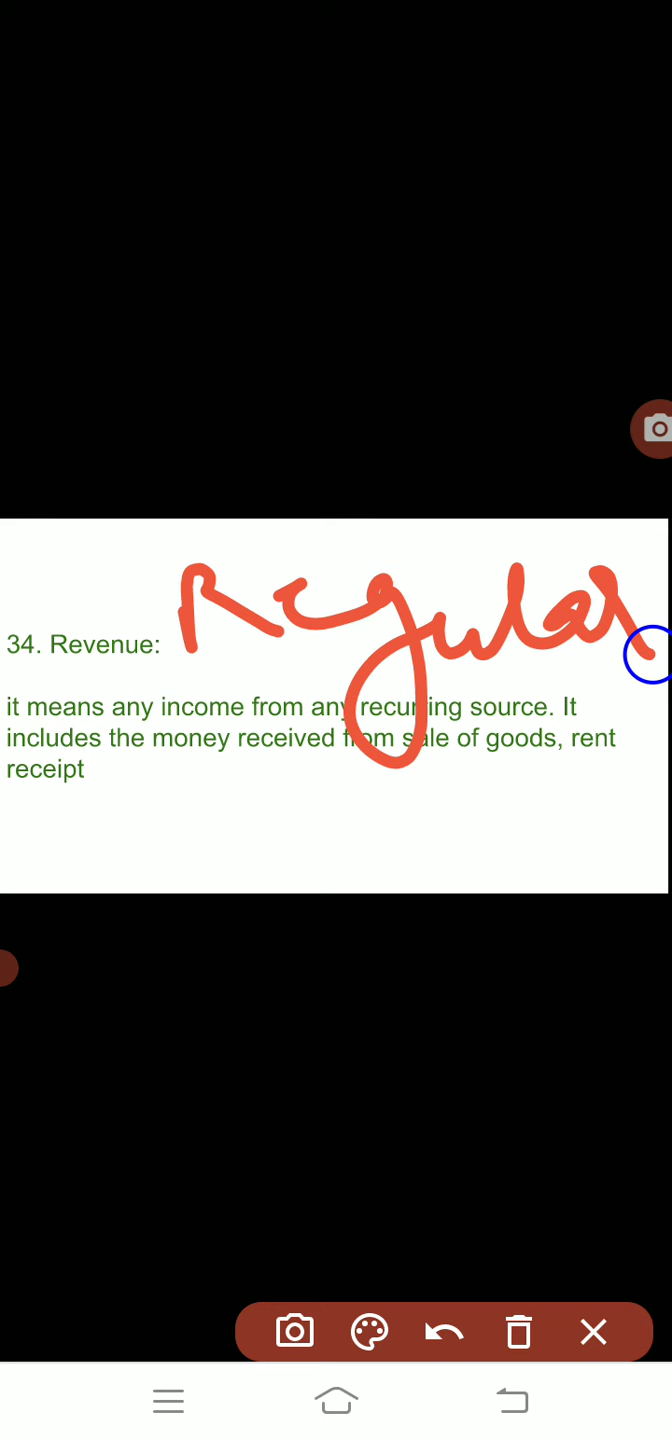 Regular
34. Revenue:
it means any income from any recurring source. It
includes the money received from sale of goods, rent
receipt